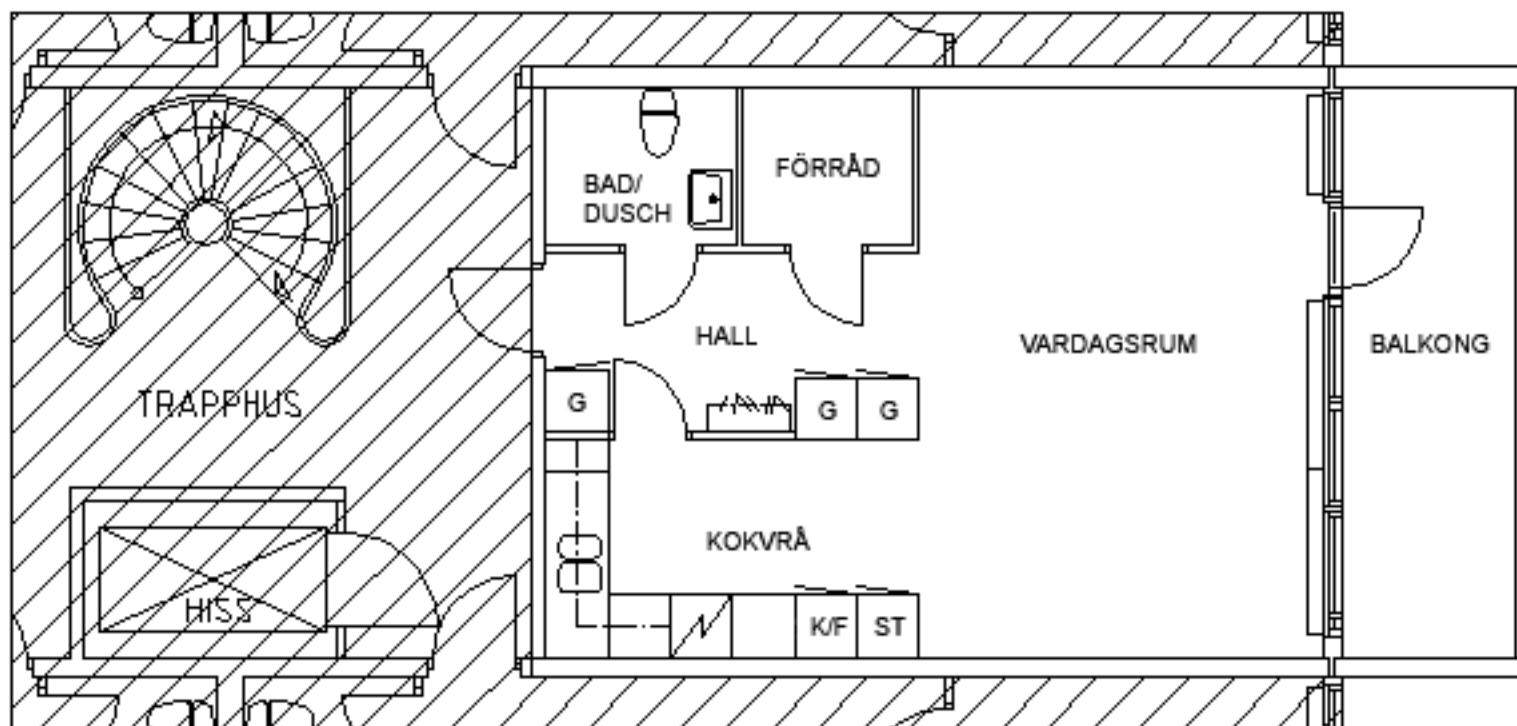 FÖRRÅD
BAD/
DUSCH
HALL
VARDAGSRUM
BALKONG
TRAPPHUS
G
G
G
KOKVRÅ
HISS
K/F
ST